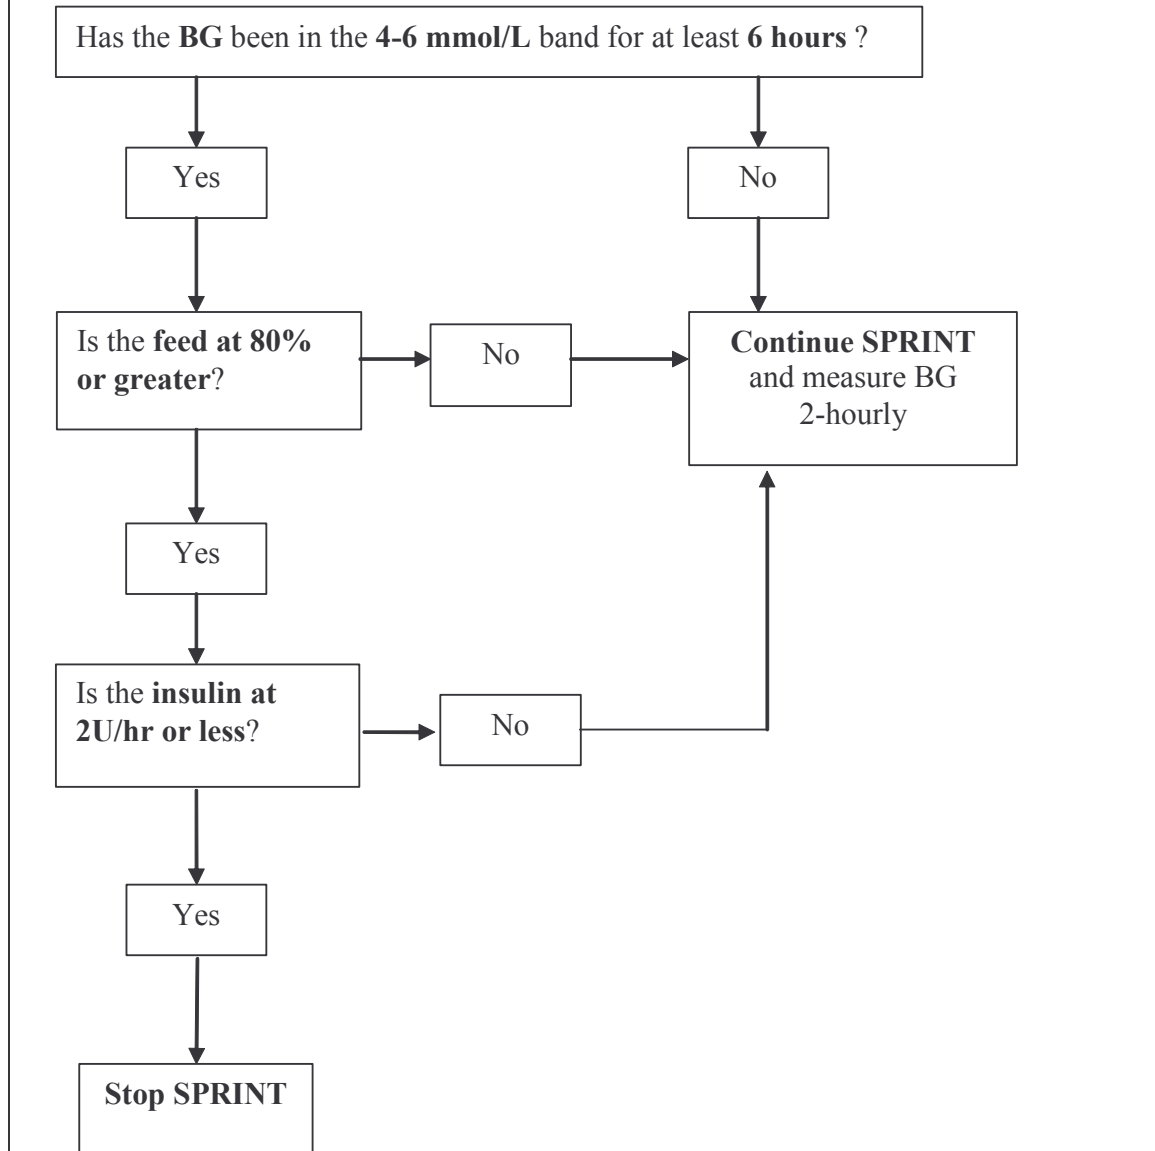 Has the BG been in the 4-6 mmol/L band for at least 6 hours ?
Yes
No
Is the feed at 80%
or greater?
No
Continue SPRINT
and measure BG
2-hourly
Yes
Is the insulin at
2U/hr or less?
No
Yes
Stop SPRINT